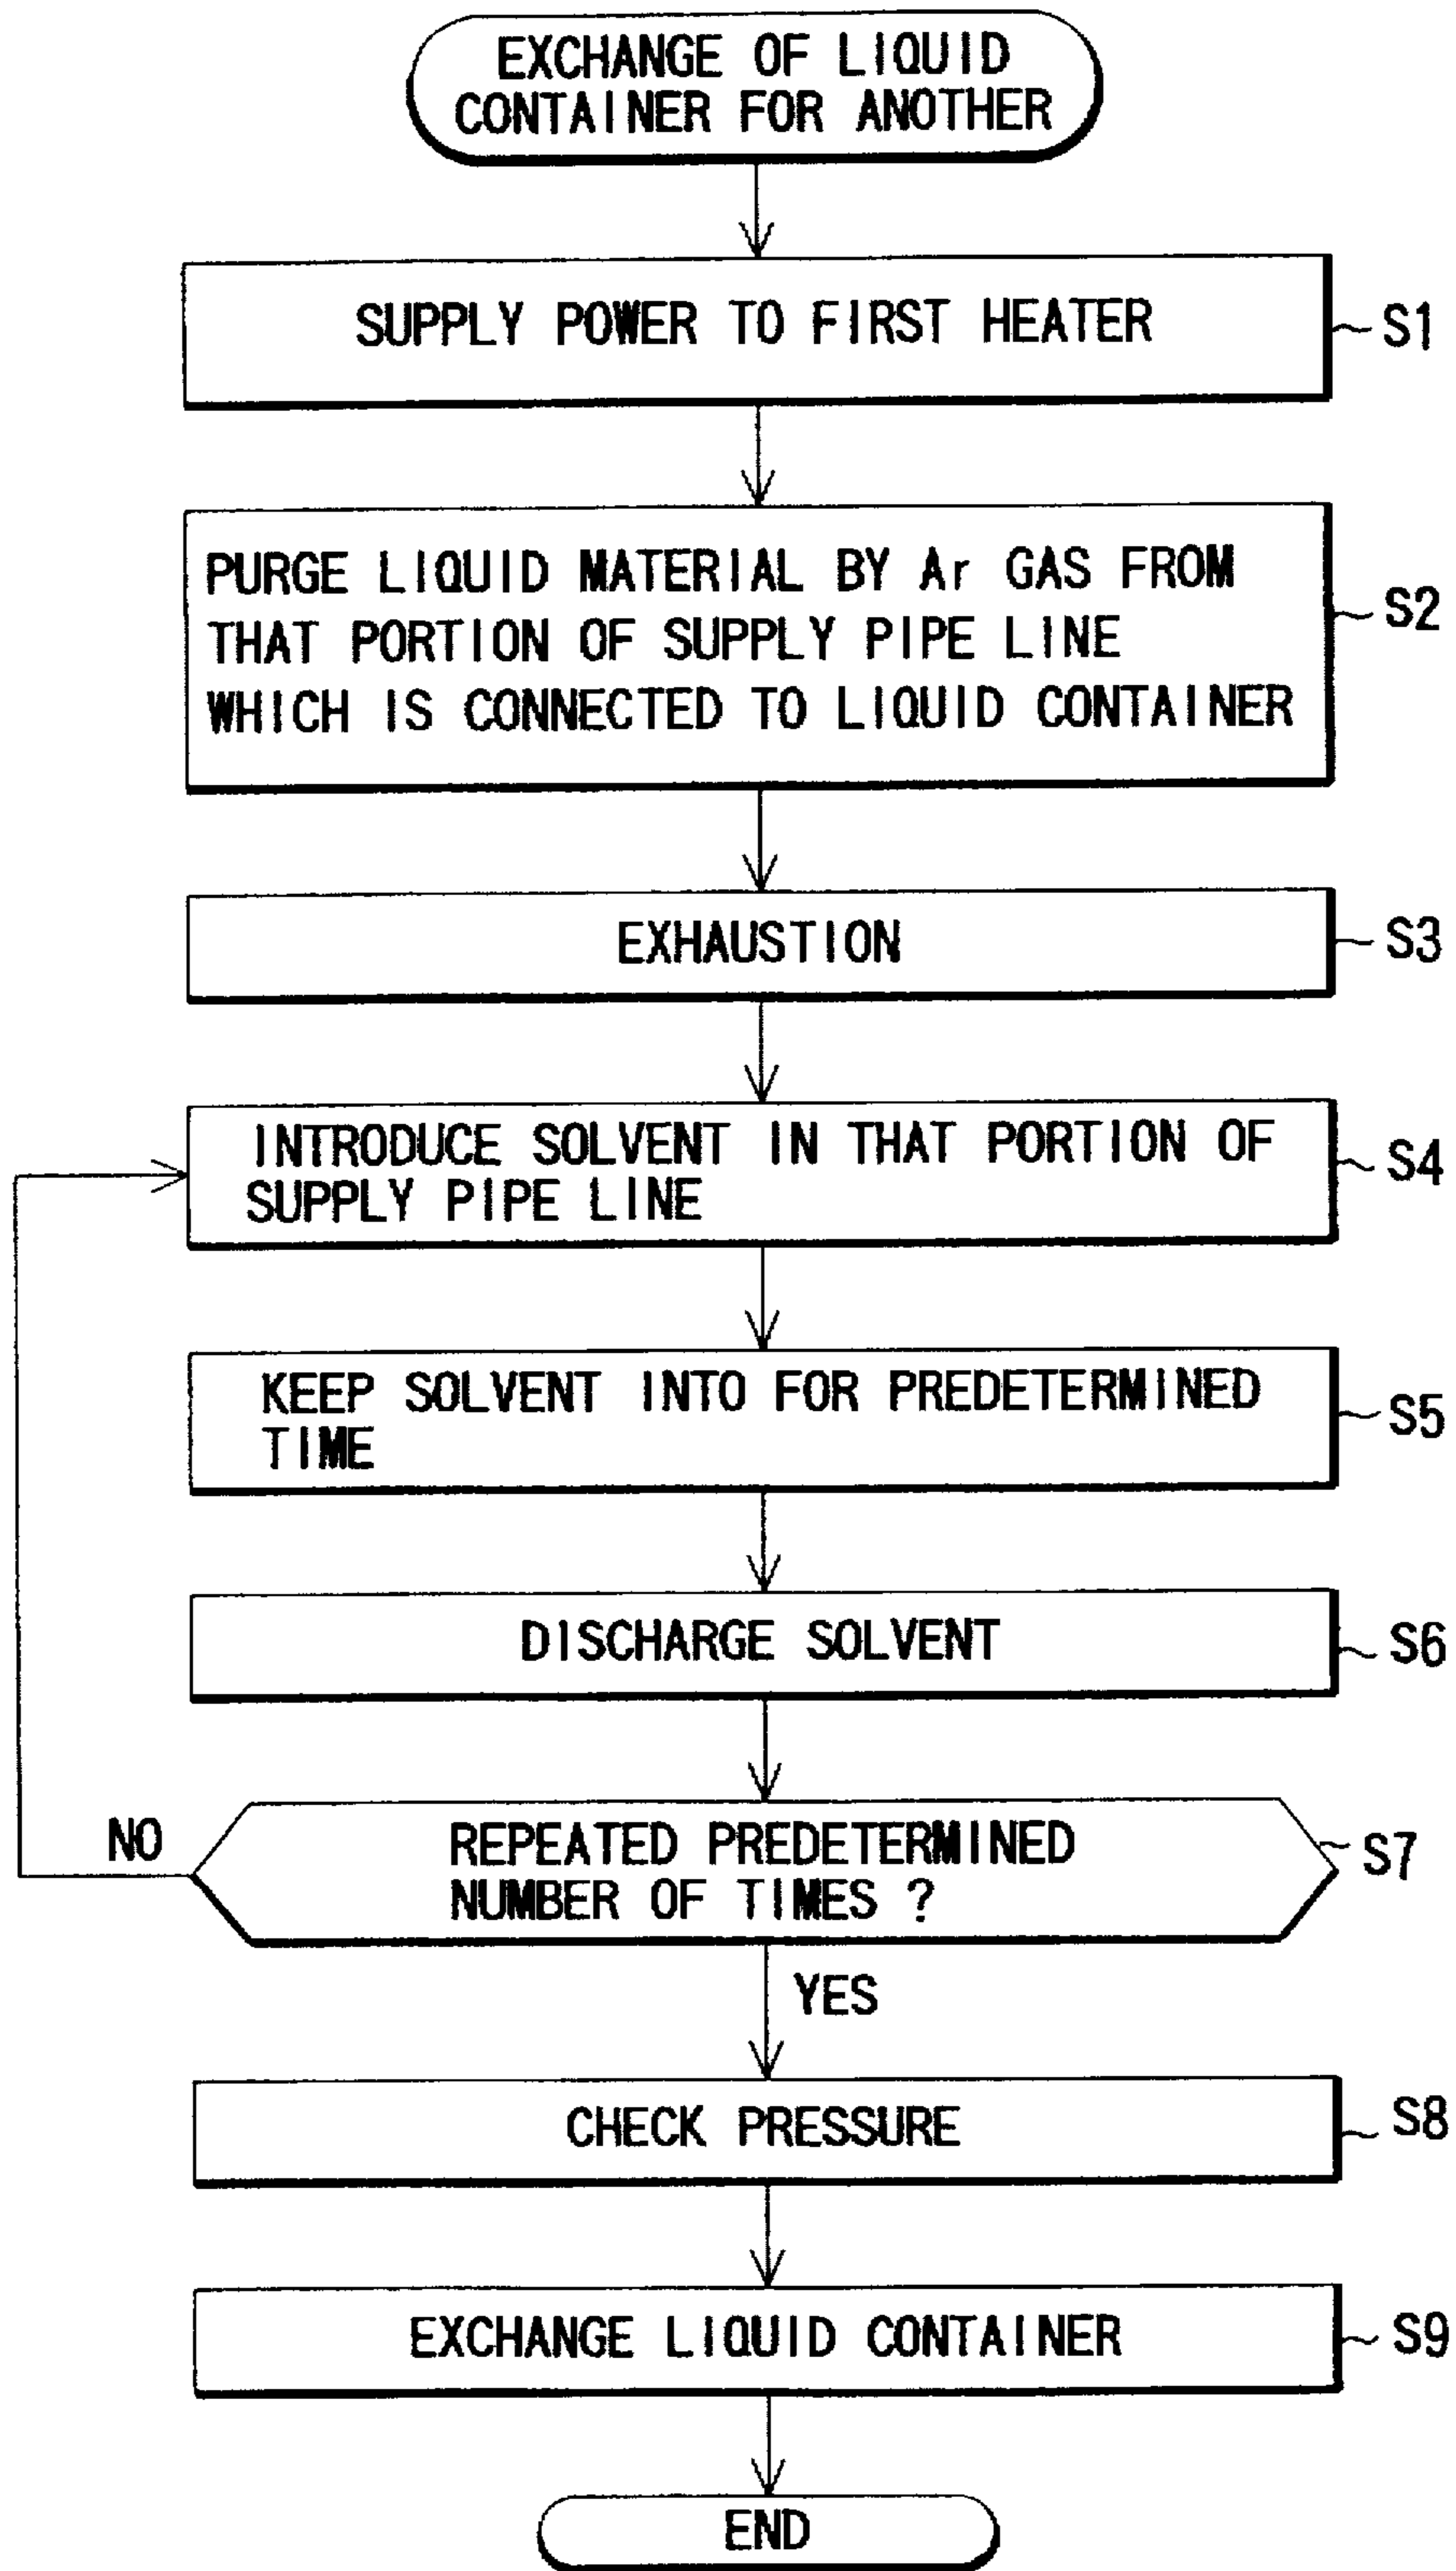 EXCHANGE OF LIQUID
CONTAINER FOR ANOTHER
SUPPLY POWER TO FIRST HEATER
S1
PURGE LIQUID MATERIAL BY Ar GAS FROM
THAT PORTION OF SUPPLY PIPE LINE
WHICH IS CONNECTED TO LIQUID CONTAINER
S2
EXHAUSTION
S3
INTRODUCE SOLVENT IN THAT PORTION OF
SUPPLY PIPE LINE
S4
KEEP SOLVENT INTO FOR PREDETERMINED
TIME
S5
DISCHARGE SOLVENT
S6
NO
REPEATED PREDETERMINED
NUMBER OF TIMES ?
S7
YES
CHECK PRESSURE
S8
EXCHANGE LIQUID CONTAINER
S9
END